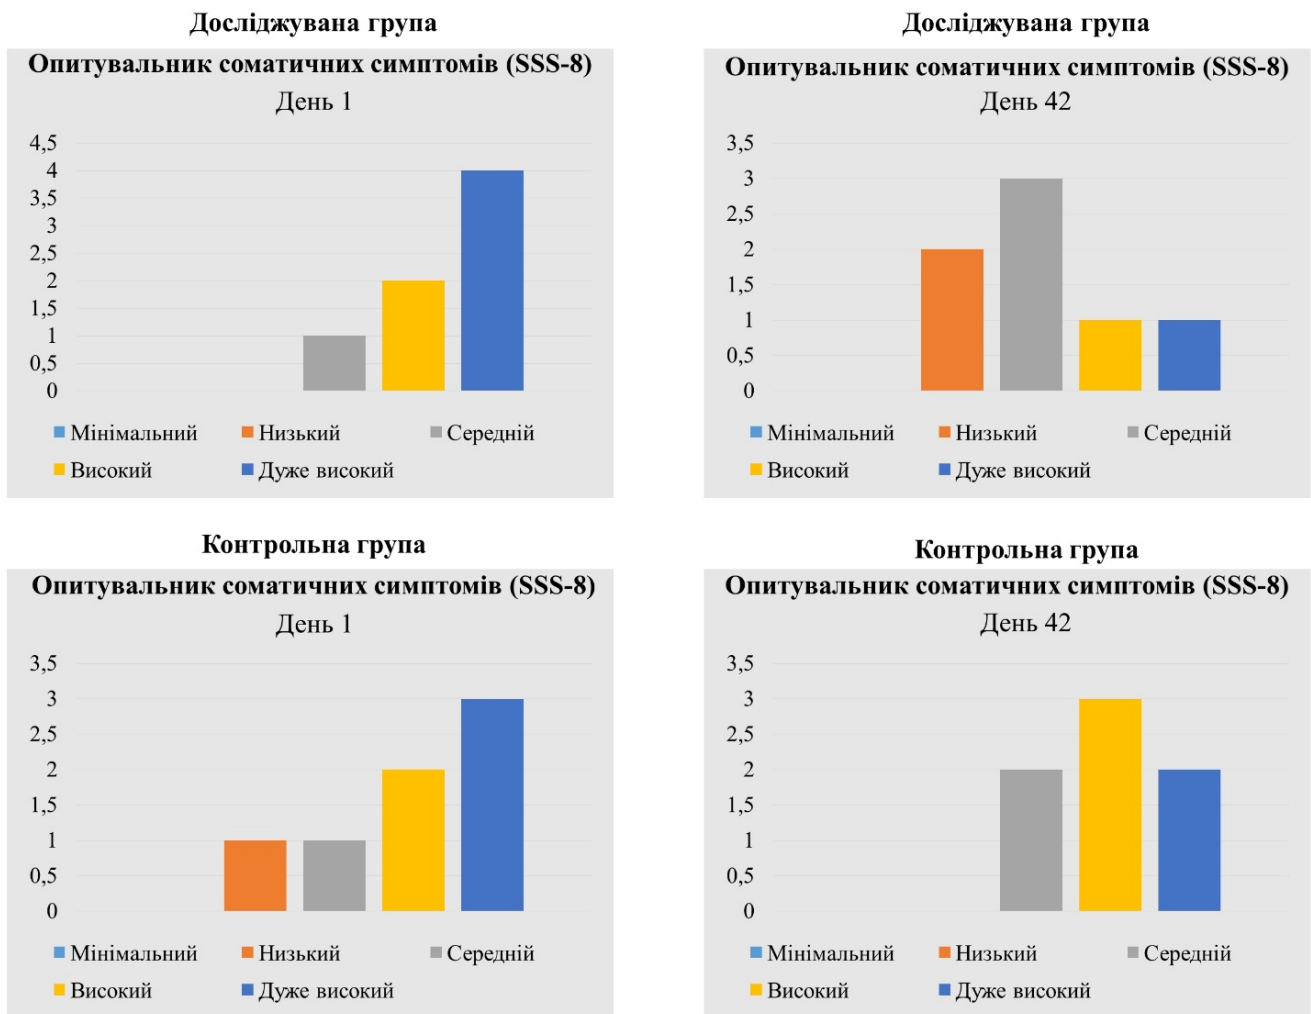 Досліджувана група
Опитувальник соматичних симптомів (SSS-8)
День 1
4,5
4
3,5
3
2,5
2
1,5
1
0,5
0
Мінімальний Низький Середній
Високий Дуже високий
Досліджувана група
Опитувальник соматичних симптомів (SSS-8)
День 42
3,5
3
2,5
2
1,5
1
0,5
0
Мінімальний Низький Середній
Високий Дуже високий
Контрольна група
Опитувальник соматичних симптомів (SSS-8)
День 1
3,5
3
2,5
2
1,5
1
0,5
0
Мінімальний Низький Середній
Високий Дуже високий
Контрольна група
Опитувальник соматичних симптомів (SSS-8)
День 42
3,5
3
2,5
2
1,5
1
0,5
0
Мінімальний Низький Середній
Високий Дуже високий